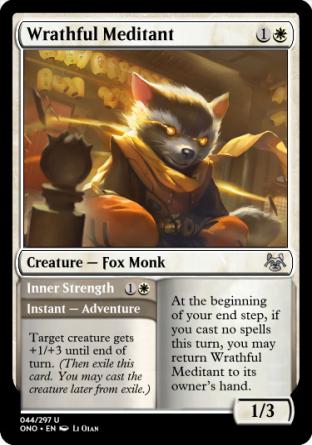 Wrathful Meditant 1
Creature — Fox Monk
Inner Strength 1
Instant — Adventure
Target creature gets
+1/+3 until end of
turn. (Then exile this
card. You may cast the
creature later from exile.)
At the beginning
of your end step, if
you cast no spells
this turn, you may
return Wrathful
Meditant to its
owner's hand.
1/3
044/297 U
ONO • EN Li Qian